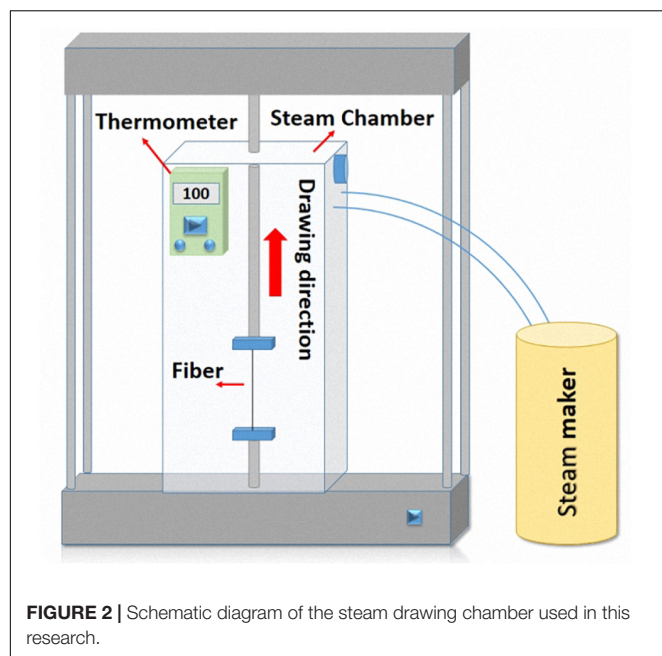 Thermometer
Steam Chamber
100
Drawing direction
Fiber
Steam maker
FIGURE 2 | Schematic diagram of the steam drawing chamber used in this
research.